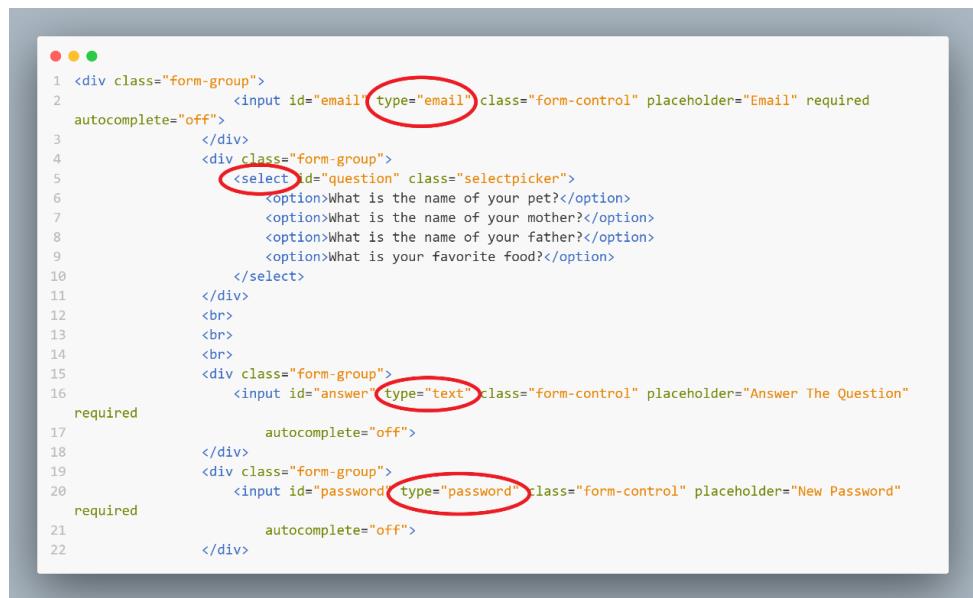 1 <div class="form-group">
2 <input id="email" type="email" class="form-control" placeholder="Email" required
autocomplete="off">
3 </div>
4 <div class="form-group">
5 <select id="question" class="selectpicker">
6 <option>What is the name of your pet?</option>
7 <option>What is the name of your mother?</option>
8 <option>What is the name of your father?</option>
9 <option>What is your favorite food?</option>
10 </select>
11 </div>
12 <br>
13 <br>
14 <br>
15 <div class="form-group">
16 <input id="answer" type="text" class="form-control" placeholder="Answer The Question"
required
17 autocomplete="off">
18 </div>
19 <div class="form-group">
20 <input id="password" type="password" class="form-control" placeholder="New Password"
required
21 autocomplete="off">
22 </div>